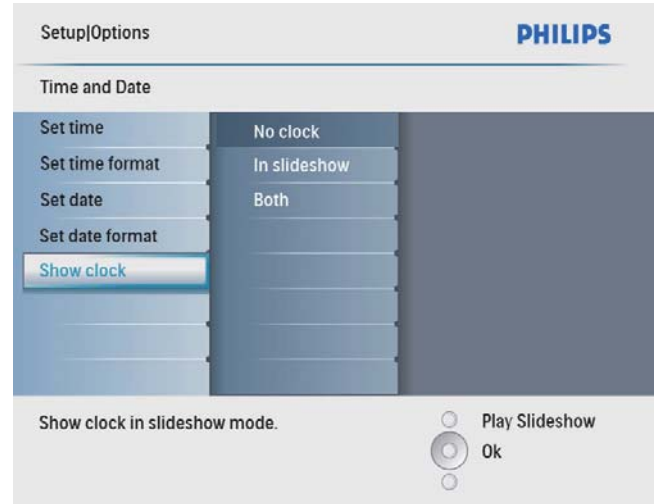 Setup|Options
PHILIPS
Time and Date
Set time
Set time format
Set date
Set date format
Show clock
No clock
In slideshow
Both
Show clock in slideshow mode.
Play Slideshow
Ok